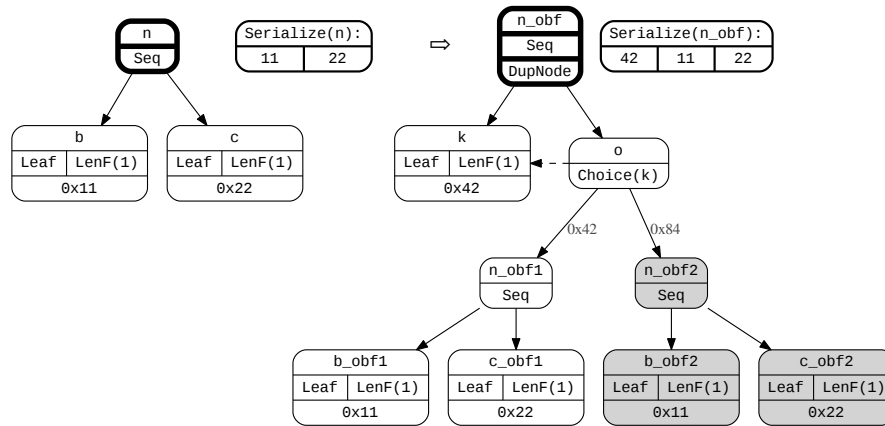 n
Seq
Serialize(n):
11 22
⇨
n_obf
Seq
DupNode
Serialize(n_obf):
42 11 22
b
Leaf LenF(1)
0x11
c
Leaf LenF(1)
0x22
k
Leaf LenF(1)
0x42
o
Choice(k)
0x42
0x84
n_obf1
Seq
n_obf2
Seq
b_obf1
Leaf LenF(1)
0x11
c_obf1
Leaf LenF(1)
0x22
b_obf2
Leaf LenF(1)
0x11
c_obf2
Leaf LenF(1)
0x22